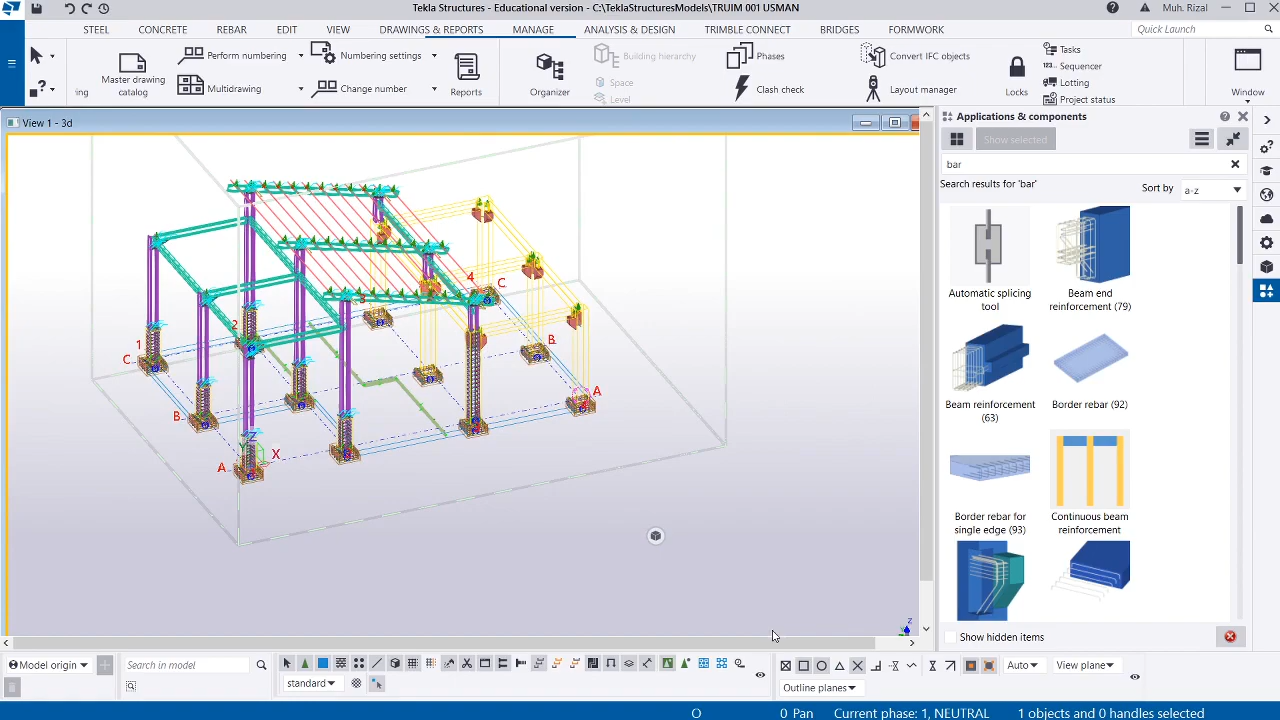 Tekla Structures - Educational version - C:\TeklaStructuresModels\TRUIM 001 USMAN
Muh. Rizal
STEEL CONCRETE REBAR EDIT VIEW DRAWINGS & REPORTS MANAGE ANALYSIS & DESIGN TRIMBLE CONNECT BRIDGES FORMWORK
Quick Launch
ing
Master drawing catalog
Perform numbering
Multidrawing
Numbering settings
Change number
Reports
Organizer
Building hierarchy
Space
Level
Phases
Clash check
Convert IFC objects
Layout manager
Locks
Tasks
Sequencer
Lotting
Project status
Window
View 1 - 3d
4
C
3
2
1
C
B
B
A
A
X
Applications & components
Show selected
bar
Search results for 'bar'
Sort by
a-z
Automatic splicing tool
Beam end reinforcement (79)
Beam reinforcement (63)
Border rebar (92)
Border rebar for single edge (93)
Continuous beam reinforcement
Show hidden items
Z
Model origin
Search in model
standard
Auto
View plane
Outline planes
O
0 Pan
Current phase: 1, NEUTRAL
1 objects and 0 handles selected